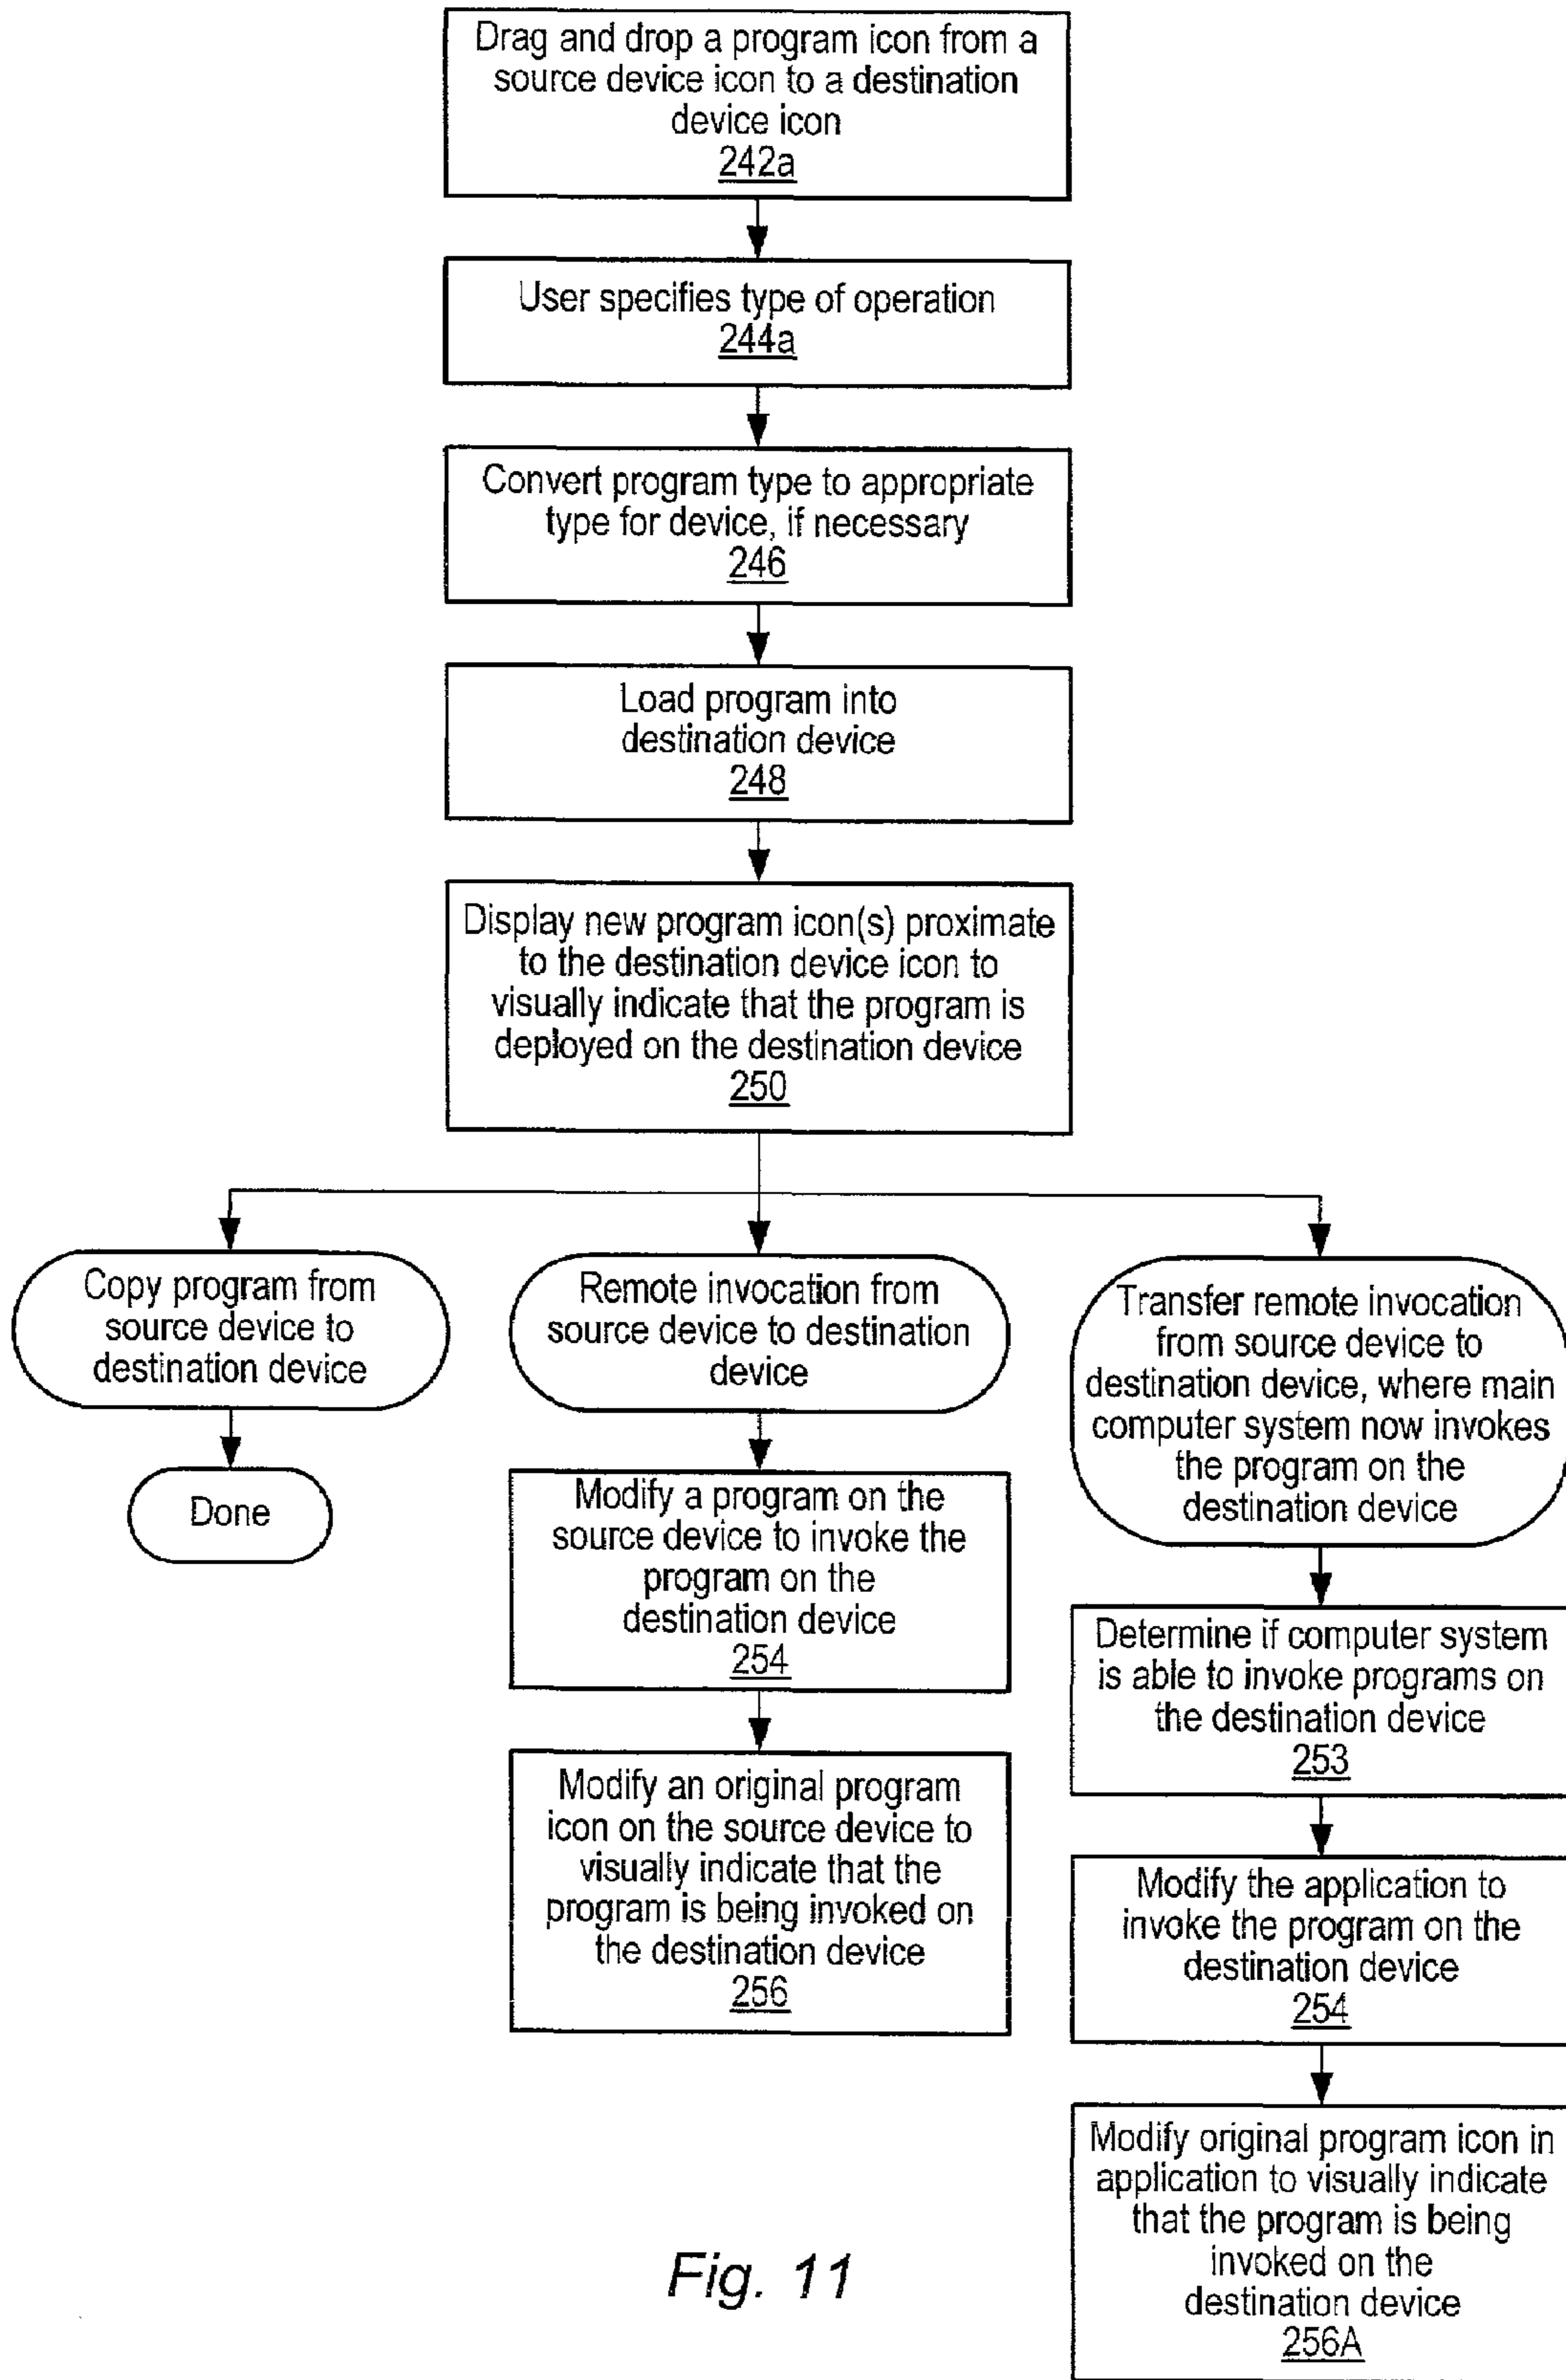 Drag and drop a program icon from a
source device icon to a destination
device icon
242a
User specifies type of operation
244a
Convert program type to appropriate
type for device, if necessary
246
Load program into
destination device
248
Display new program icon(s) proximate
to the destination device icon to
visually indicate that the program is
deployed on the destination device
250
Copy program from
source device to
destination device
Done
Remote invocation from
source device to destination
device
Modify a program on the
source device to invoke the
program on the
destination device
254
Modify an original program
icon on the source device to
visually indicate that the
program is being invoked on
the destination device
256
Transfer remote invocation
from source device to
destination device, where main
computer system now invokes
the program on the
destination device
Determine if computer system
is able to invoke programs on
the destination device
253
Modify the application to
invoke the program on the
destination device
254
Modify original program icon in
application to visually indicate
that the program is being
invoked on the
destination device
256A
Fig. 11